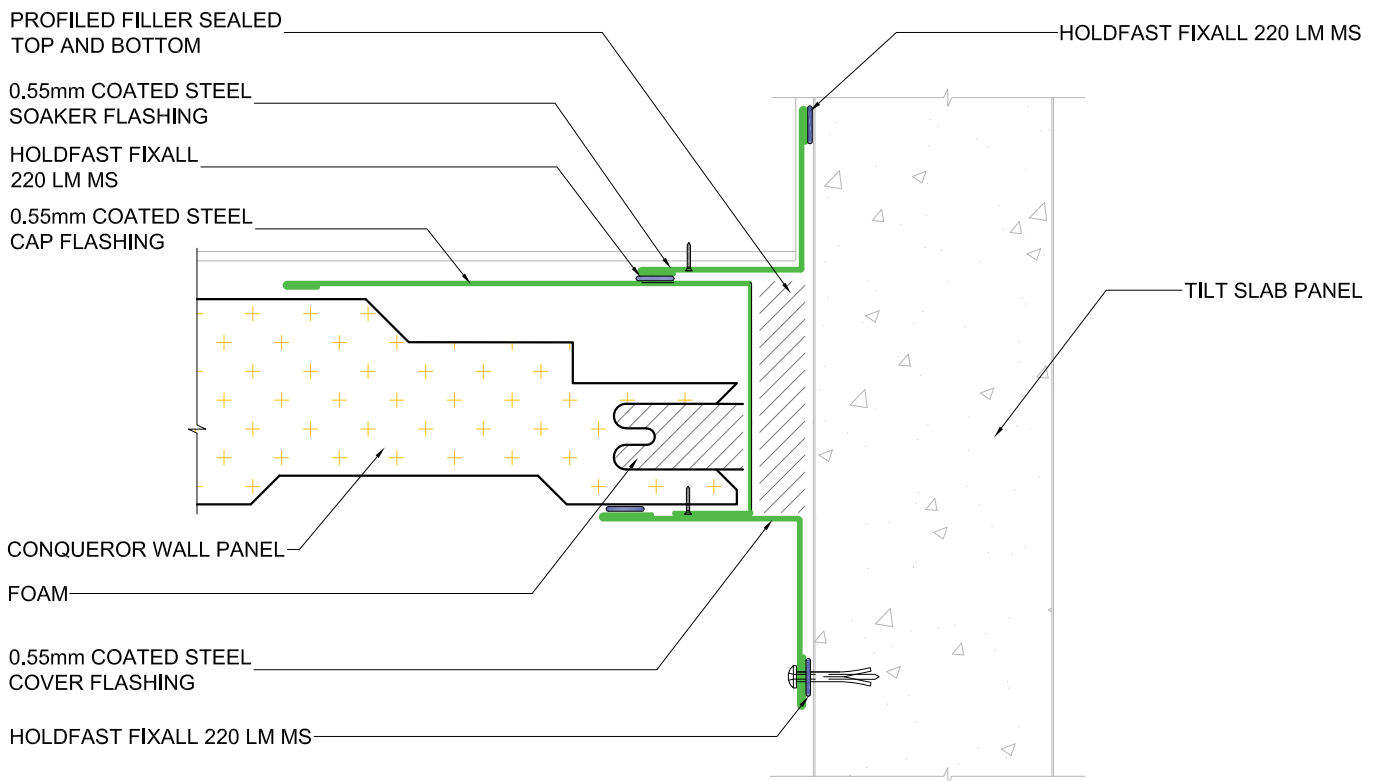 PROFILED FILLER SEALED
TOP AND BOTTOM
HOLDFAST FIXALL 220 LM MS
0.55mm COATED STEEL
SOAKER FLASHING
HOLDFAST FIXALL
220 LM MS
0.55mm COATED STEEL
CAP FLASHING
TILT SLAB PANEL
CONQUEROR WALL PANEL
FOAM
0.55mm COATED STEEL
COVER FLASHING
HOLDFAST FIXALL 220 LM MS